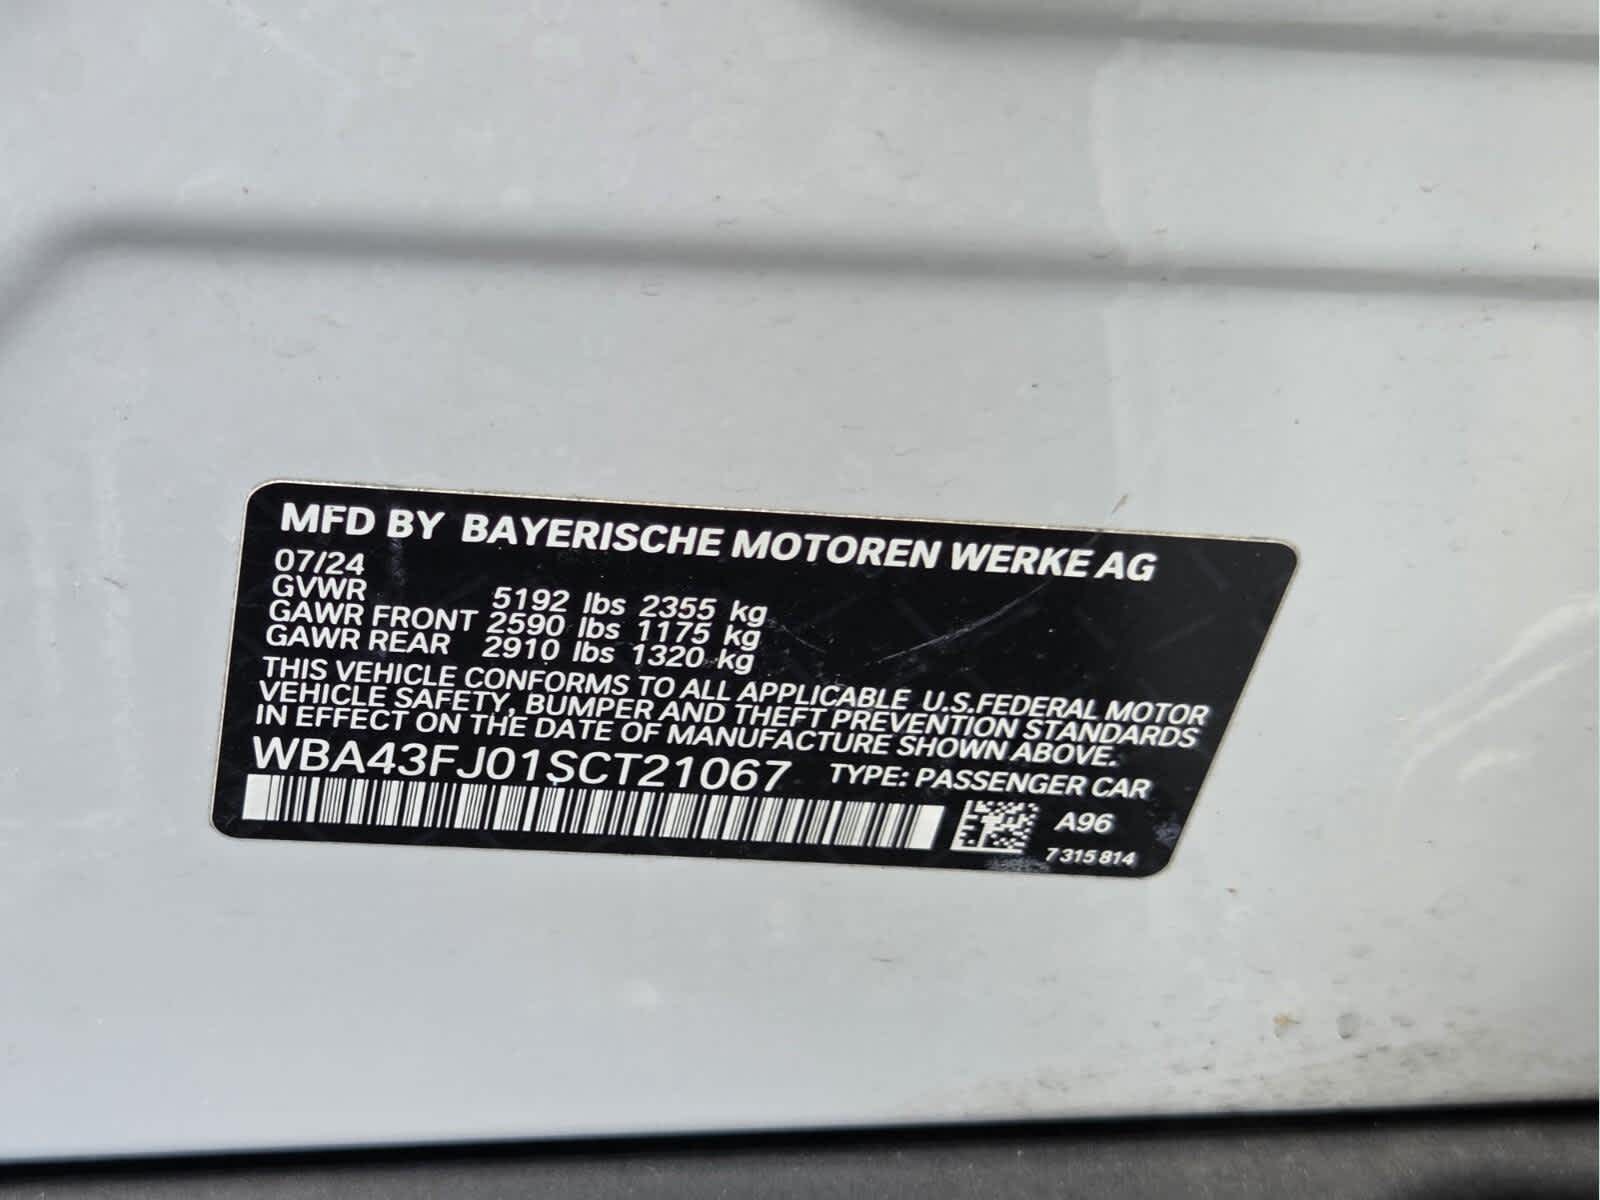 MFD BY BAYERISCHE MOTOREN WERKE AG
07/24
GVWR 5192 lbs 2355 kg
GAWR FRONT 2590 lbs 1175 kg
GAWR REAR 2910 lbs 1320 kg
THIS VEHICLE CONFORMS TO ALL APPLICABLE U.S.FEDERAL MOTOR
VEHICLE SAFETY, BUMPER AND THEFT PREVENTION STANDARDS
IN EFFECT ON THE DATE OF MANUFACTURE SHOWN ABOVE.
WBA43FJ01SCT21067 TYPE: PASSENGER CAR
A96
7 315 814